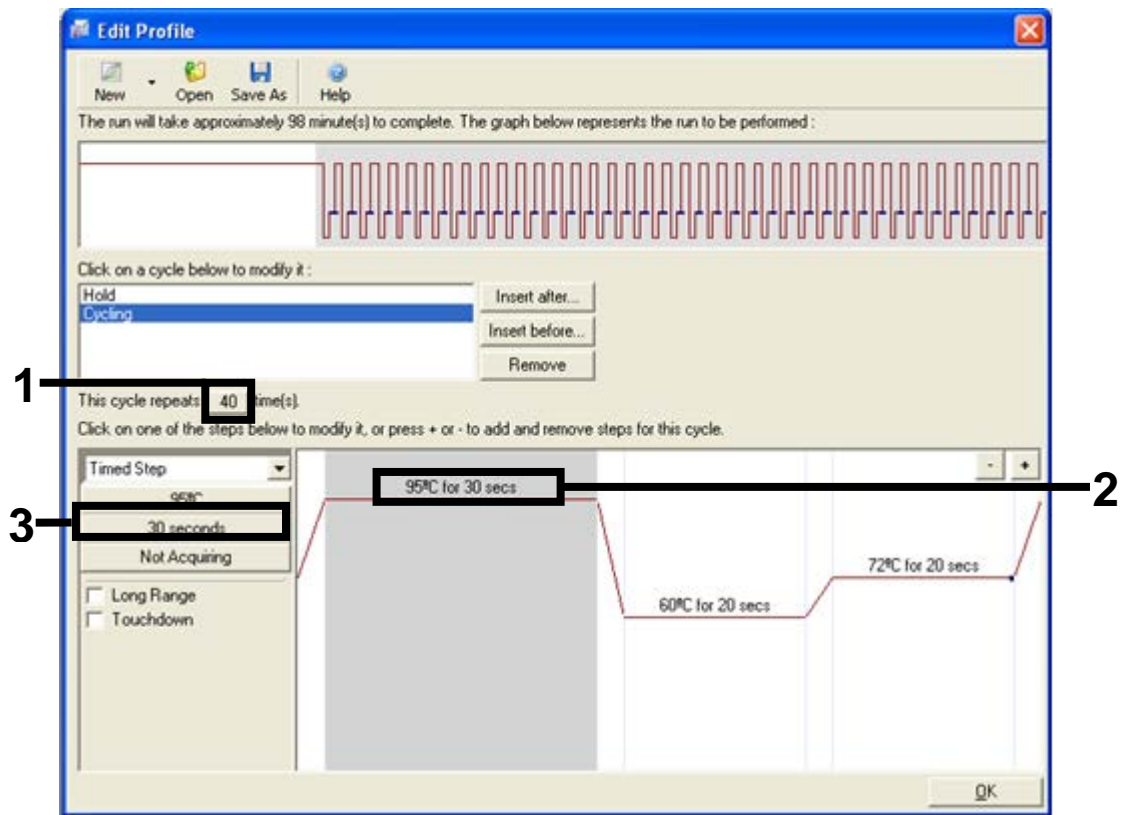 Edit Profile
New Open Save As Help
The run will take approximately 98 minute(s) to complete. The graph below represents the run to be performed :
Click on a cycle below to modify it :
Hold
Cycling
Insert after...
Insert before...
Remove
1
This cycle repeats 40 time(s).
Click on one of the steps below to modify it, or press + or - to add and remove steps for this cycle.
Timed Step
- +
95ºC
95ºC for 30 secs
2
3
30 seconds
Not Acquiring
72ºC for 20 secs
Long Range
60ºC for 20 secs
Touchdown
OK